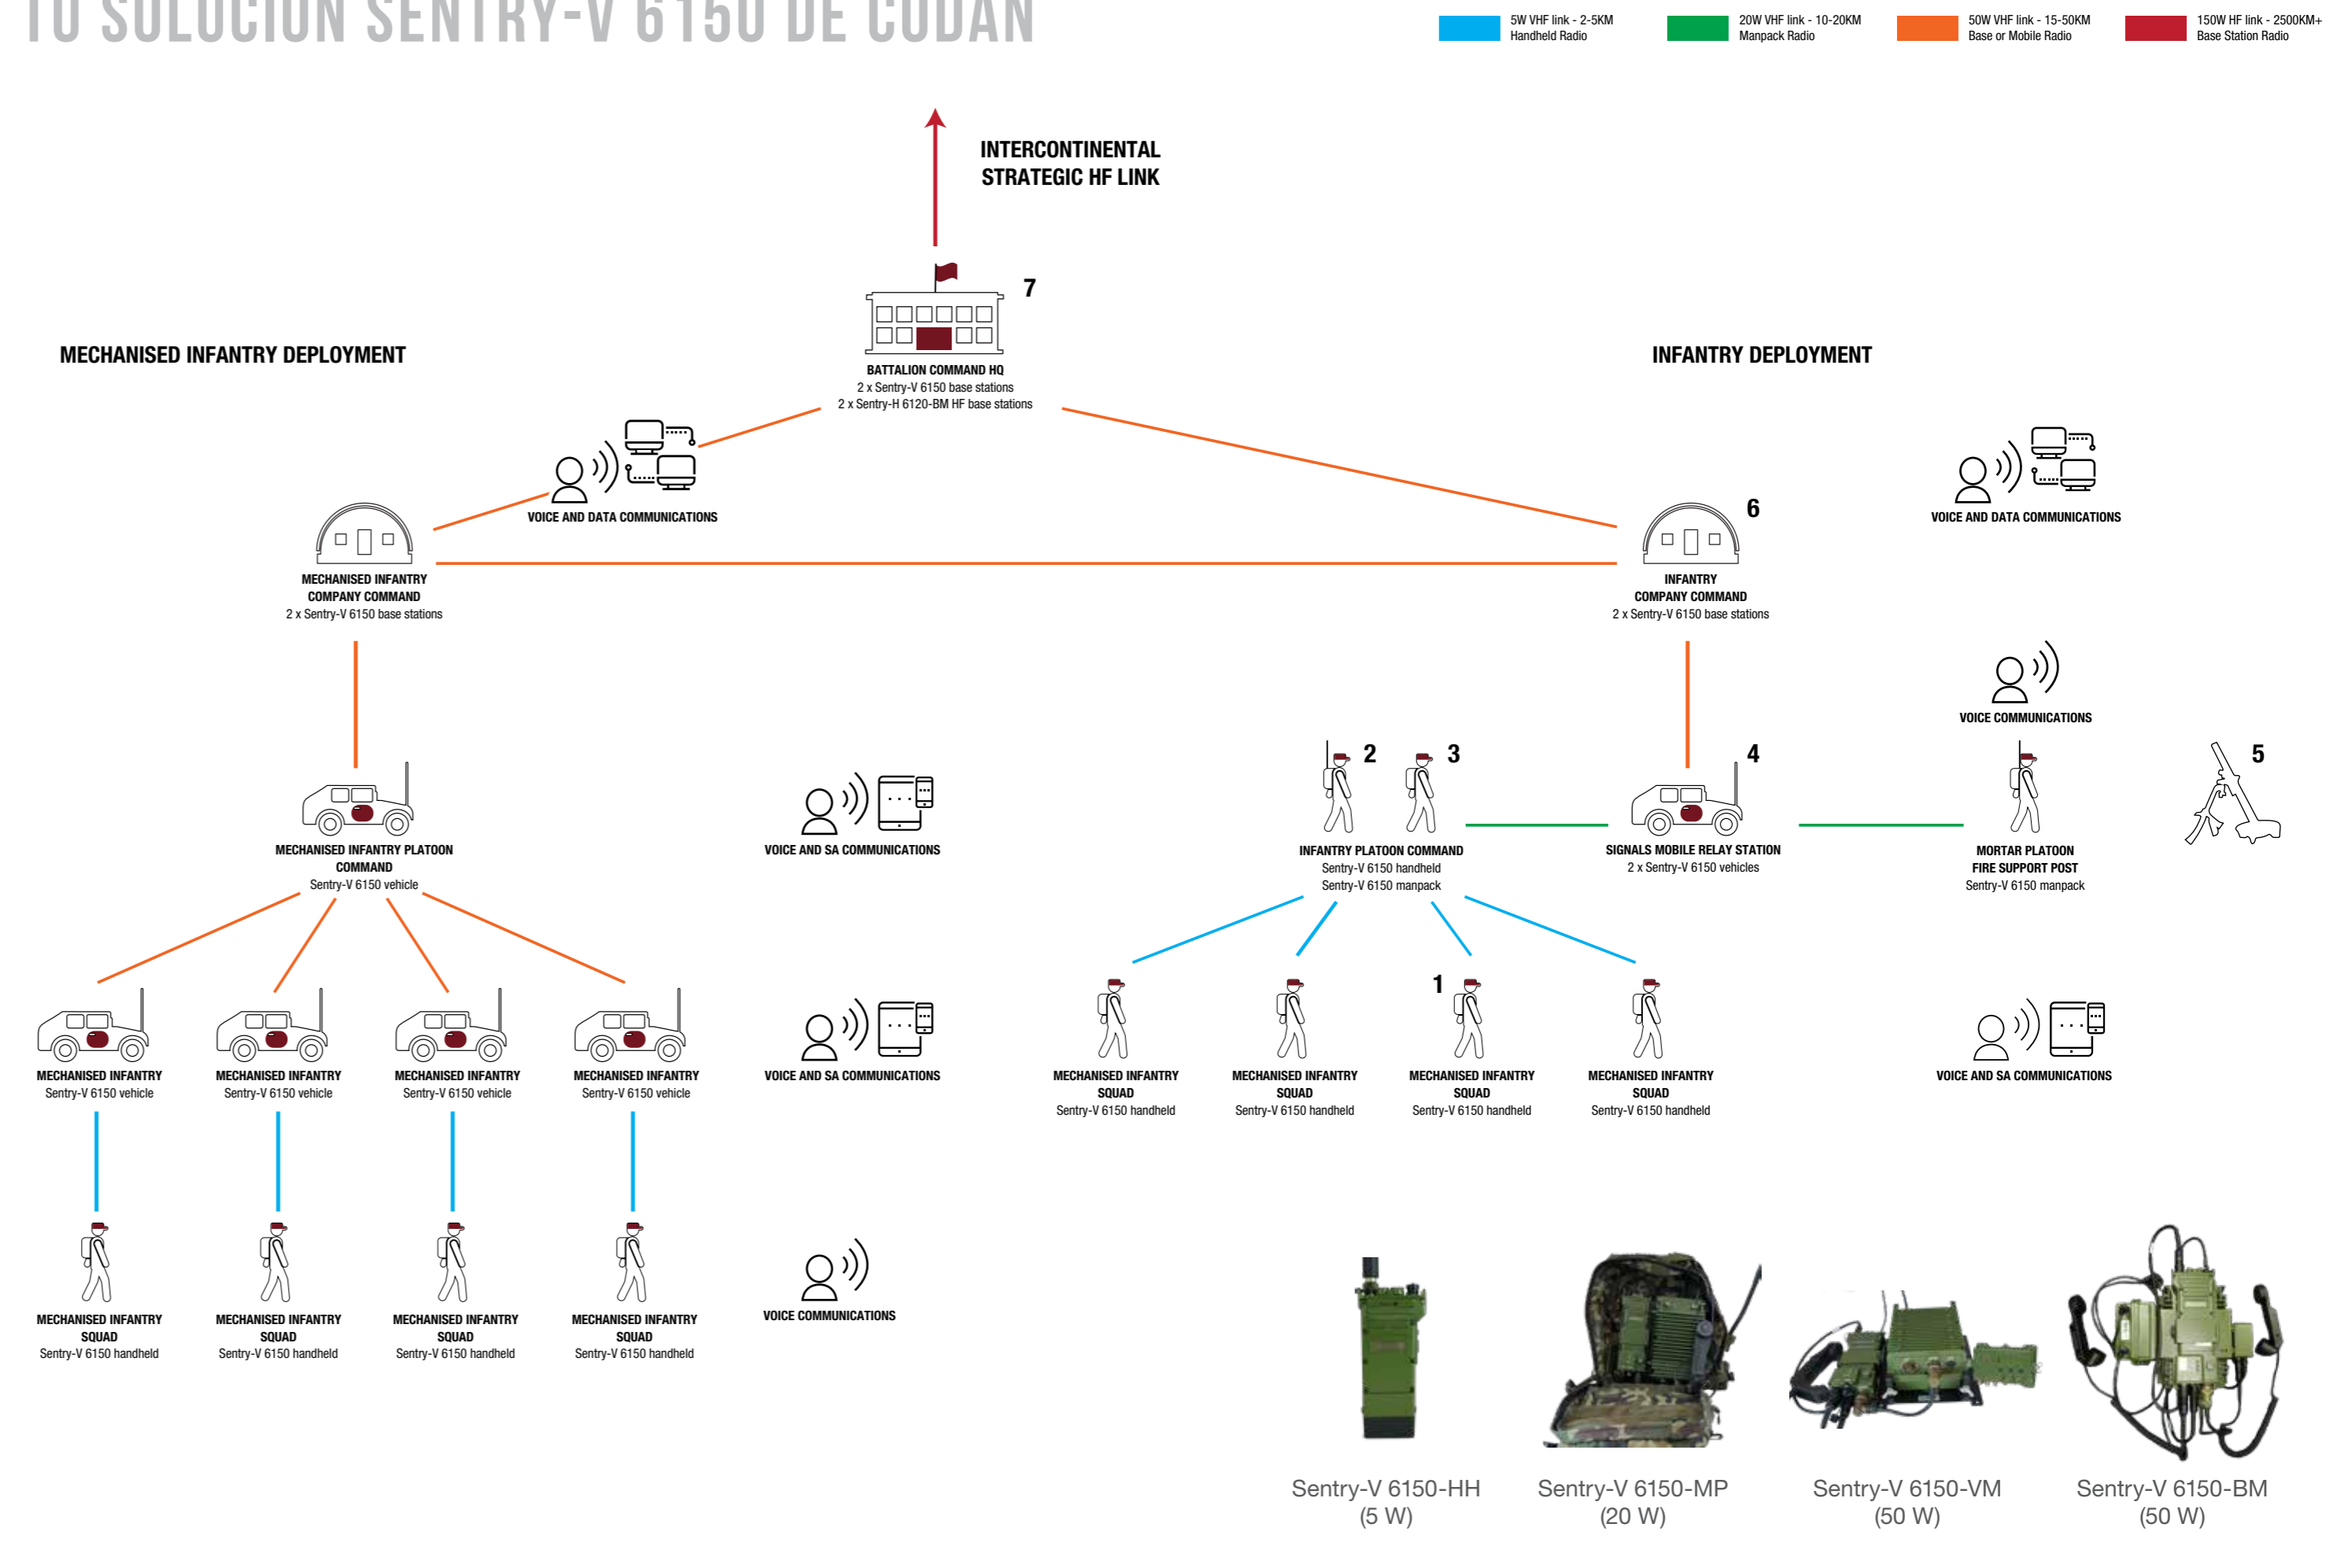 TU SOLUCIÓN SENTRY-V 6150 DE CODAN
5W VHF link - 2-5KM
Handheld Radio
20W VHF link - 10-20KM
Manpack Radio
50W VHF link - 15-50KM
Base or Mobile Radio
150W HF link - 2500KM+
Base Station Radio
INTERCONTINENTAL
STRATEGIC HF LINK
7
MECHANISED INFANTRY DEPLOYMENT
INFANTRY DEPLOYMENT
BATTALION COMMAND HQ
2 x Sentry-V 6150 base stations
2 x Sentry-H 6120-BM HF base stations
VOICE AND DATA COMMUNICATIONS
6
VOICE AND DATA COMMUNICATIONS
MECHANISED INFANTRY
COMPANY COMMAND
2 x Sentry-V 6150 base stations
INFANTRY
COMPANY COMMAND
2 x Sentry-V 6150 base stations
VOICE COMMUNICATIONS
2
3
4
5
MECHANISED INFANTRY PLATOON
COMMAND
Sentry-V 6150 vehicle
VOICE AND SA COMMUNICATIONS
INFANTRY PLATOON COMMAND
Sentry-V 6150 handheld
Sentry-V 6150 manpack
SIGNALS MOBILE RELAY STATION
2 x Sentry-V 6150 vehicles
MORTAR PLATOON
FIRE SUPPORT POST
Sentry-V 6150 manpack
1
MECHANISED INFANTRY
Sentry-V 6150 vehicle
MECHANISED INFANTRY
Sentry-V 6150 vehicle
MECHANISED INFANTRY
Sentry-V 6150 vehicle
MECHANISED INFANTRY
Sentry-V 6150 vehicle
VOICE AND SA COMMUNICATIONS
MECHANISED INFANTRY
SQUAD
Sentry-V 6150 handheld
MECHANISED INFANTRY
SQUAD
Sentry-V 6150 handheld
MECHANISED INFANTRY
SQUAD
Sentry-V 6150 handheld
MECHANISED INFANTRY
SQUAD
Sentry-V 6150 handheld
VOICE AND SA COMMUNICATIONS
MECHANISED INFANTRY
SQUAD
Sentry-V 6150 handheld
MECHANISED INFANTRY
SQUAD
Sentry-V 6150 handheld
MECHANISED INFANTRY
SQUAD
Sentry-V 6150 handheld
MECHANISED INFANTRY
SQUAD
Sentry-V 6150 handheld
VOICE COMMUNICATIONS
Sentry-V 6150-HH
(5 W)
Sentry-V 6150-MP
(20 W)
Sentry-V 6150-VM
(50 W)
Sentry-V 6150-BM
(50 W)